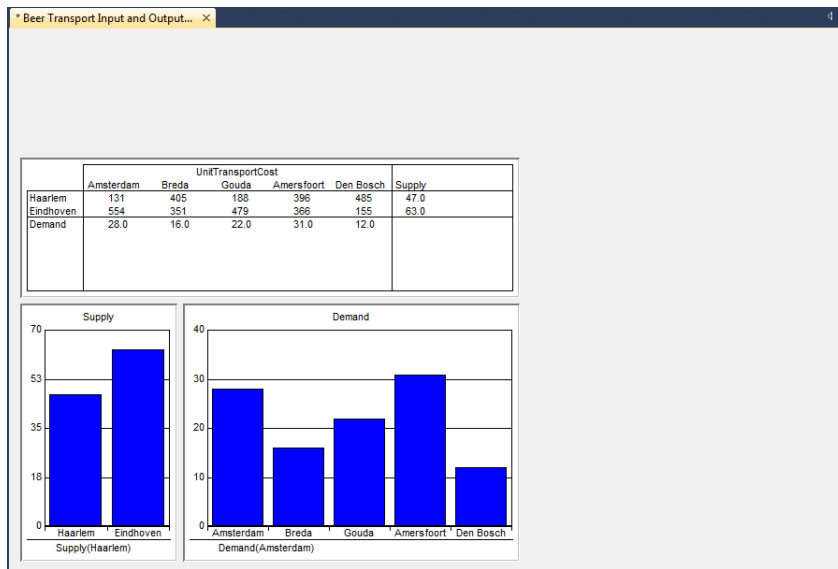 * Beer Transport Input and Output...
UnitTransportCost
Amsterdam Breda Gouda Amersfoort Den Bosch Supply
Haarlem 131 405 188 396 485 47.0
Eindhoven 554 351 479 366 155 63.0
Demand 28.0 16.0 22.0 31.0 12.0
Supply
70
53
35
18
0
Haarlem Eindhoven
Supply(Haarlem)
Demand
40
30
20
10
0
Amsterdam Breda Gouda Amersfoort Den Bosch
Demand(Amsterdam)